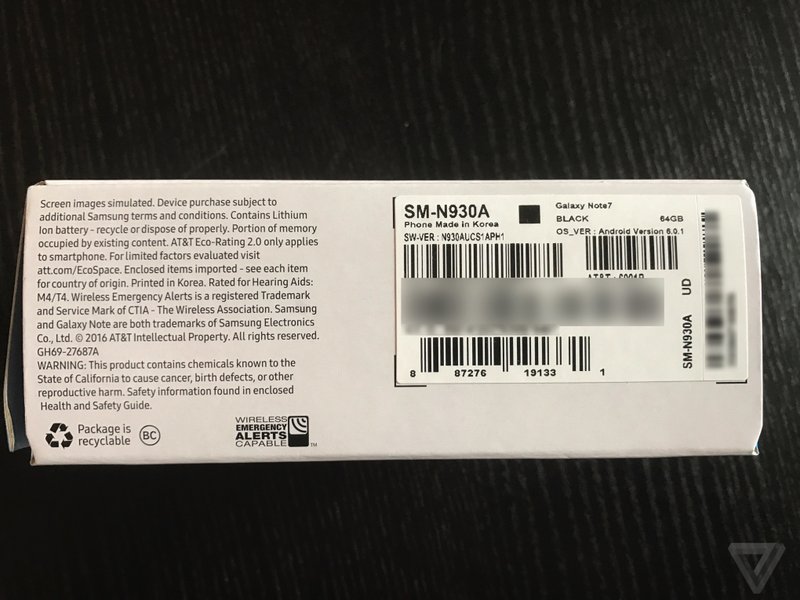 Screen images simulated. Device purchase subject to
additional Samsung terms and conditions. Contains Lithium
Ion battery - recycle or dispose of properly. Portion of memory
occupied by existing content. AT&T Eco-Rating 2.0 only applies
to smartphone. For limited factors evaluated visit
att.com/EcoSpace. Enclosed items imported - see each item
for country of origin. Printed in Korea. Rated for Hearing Aids:
M4/T4. Wireless Emergency Alerts is a registered Trademark
and Service Mark of CTIA - The Wireless Association. Samsung
and Galaxy Note are both trademarks of Samsung Electronics
Co., Ltd. © 2016 AT&T Intellectual Property. All rights reserved.
GH69-27687A
WARNING: This product contains chemicals known to the
State of California to cause cancer, birth defects, or other
reproductive harm. Safety information found in enclosed
Health and Safety Guide.
Package is
recyclable
BC
WIRELESS
EMERGENCY
ALERTS
CAPABLE TM
SM-N930A
Phone Made in Korea
SW-VER : N930AUCS1APH1
Galaxy Note7
BLACK 64GB
OS_VER : Android Version 6.0.1
8 87276 19133 1
SM-N930A UD